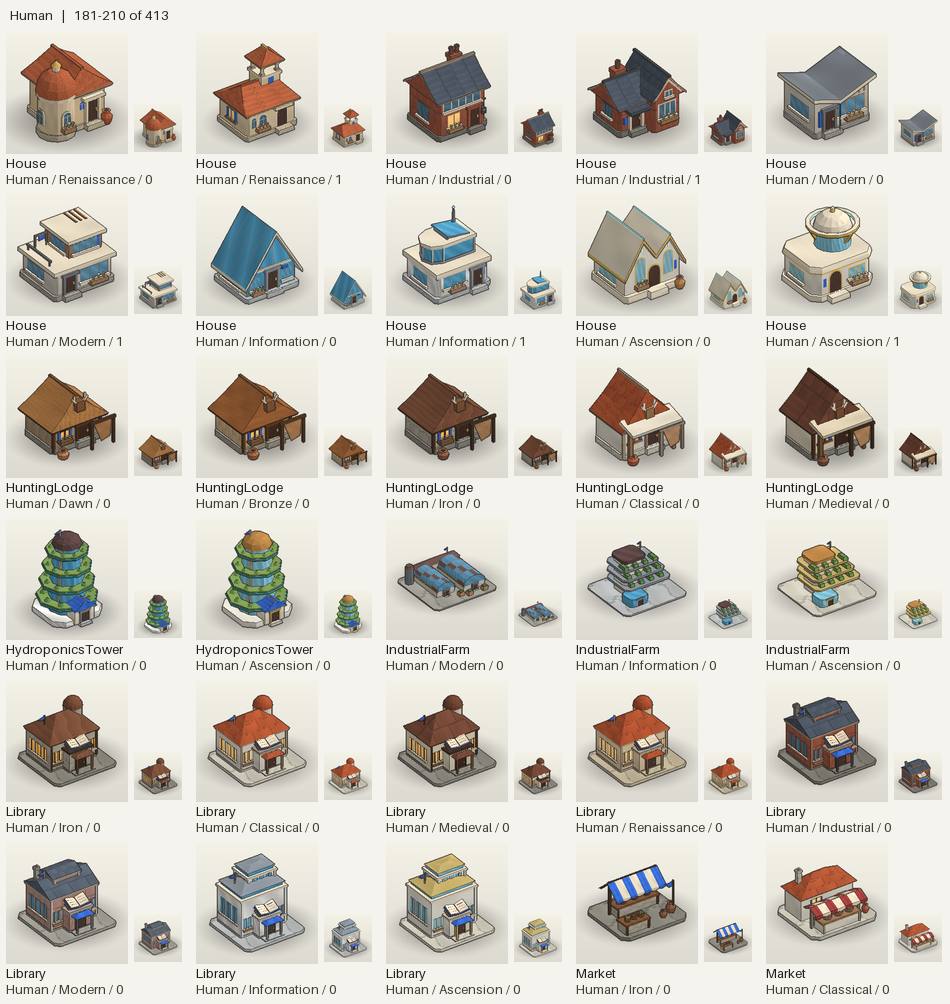 Human | 181-210 of 413
House
Human / Renaissance / 0
House
Human / Renaissance / 1
House
Human / Industrial / 0
House
Human / Industrial / 1
House
Human / Modern / 0
House
Human / Modern / 1
House
Human / Information / 0
House
Human / Information / 1
House
Human / Ascension / 0
House
Human / Ascension / 1
HuntingLodge
Human / Dawn / 0
HuntingLodge
Human / Bronze / 0
HuntingLodge
Human / Iron / 0
HuntingLodge
Human / Classical / 0
HuntingLodge
Human / Medieval / 0
HydroponicsTower
Human / Information / 0
HydroponicsTower
Human / Ascension / 0
IndustrialFarm
Human / Modern / 0
IndustrialFarm
Human / Information / 0
IndustrialFarm
Human / Ascension / 0
Library
Human / Iron / 0
Library
Human / Classical / 0
Library
Human / Medieval / 0
Library
Human / Renaissance / 0
Library
Human / Industrial / 0
Library
Human / Modern / 0
Library
Human / Information / 0
Library
Human / Ascension / 0
Market
Human / Iron / 0
Market
Human / Classical / 0